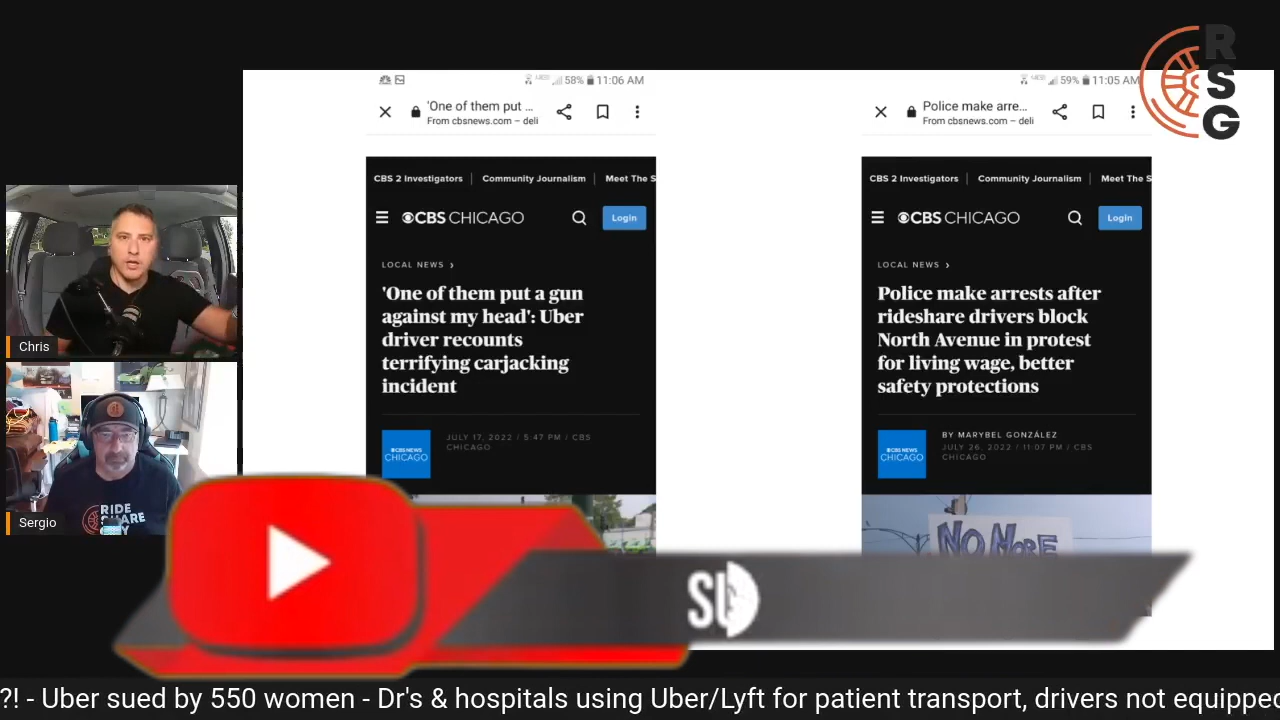 R
S
G
58% 11:06 AM
'One of them put ...
From cbsnews.com – deli
CBS 2 Investigators | Community Journalism | Meet The S
CBS CHICAGO
Login
LOCAL NEWS ›
'One of them put a gun
against my head': Uber
driver recounts
terrifying carjacking
incident
CBS NEWS
CHICAGO
JULY 17, 2022 / 5:47 PM / CBS
CHICAGO
59% 11:05 AM
Police make arre...
From cbsnews.com – deli
CBS 2 Investigators | Community Journalism | Meet The S
CBS CHICAGO
Login
LOCAL NEWS ›
Police make arrests after
rideshare drivers block
North Avenue in protest
for living wage, better
safety protections
CBS NEWS
CHICAGO
BY MARYBEL GONZÁLEZ
JULY 26, 2022 / 11:07 PM / CBS
CHICAGO
NO MORE
Chris
RIDE
SHARE
Sergio
SU
?! - Uber sued by 550 women - Dr's & hospitals using Uber/Lyft for patient transport, drivers not equipped